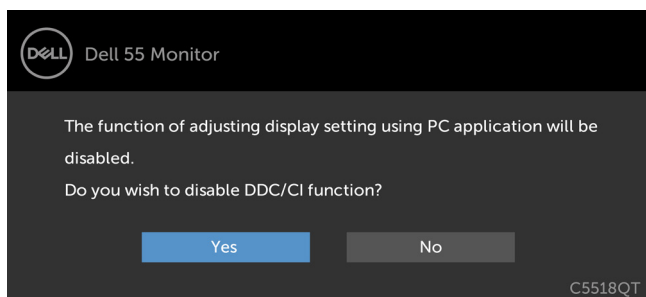 DELL
Dell 55 Monitor
The function of adjusting display setting using PC application will be
disabled.
Do you wish to disable DDC/CI function?
Yes
No
C5518QT